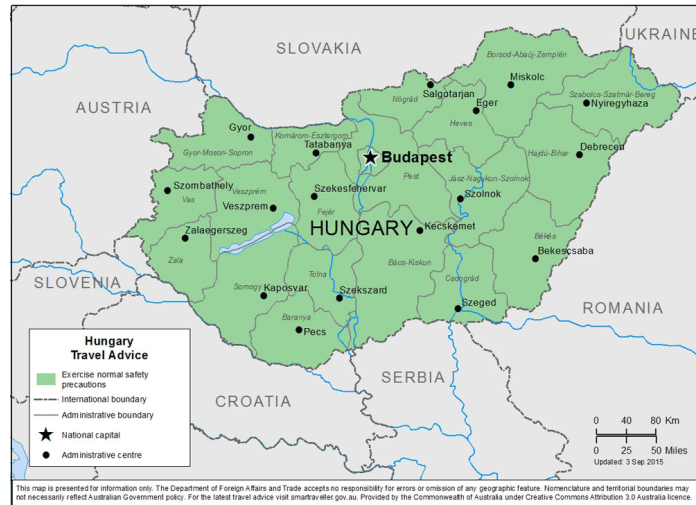 SLOVAKIA
UKRAINE
AUSTRIA
Borsod-Abaúj-Zemplén
Miskolc
Salgotarjan
Nógrád
Eger
Szabolcs-Szatmár-Bereg
Nyiregyhaza
Heves
Gyor
Komárom-Esztergom
Tatabanya
Gyor-Moson-Sopron
Budapest
Debrecen
Hajdú-Bihar
Pest
Jász-Nagukun-Szolnok
Szombathely
Vas
Veszprém
Szekesfehervar
Szolnok
Veszprem
Fejér
HUNGARY
Kecskemet
Zalaegerszeg
Békés
Bekescsaba
Zala
Bács-Kiskun
Tolna
Csograd
SLOVENIA
Somogy
Kaposvar
Szekszard
Szeged
ROMANIA
Baranya
Pecs
SERBIA
CROATIA
Hungary
Travel Advice
Exercise normal safety
precautions
International boundary
Administrative boundary
National capital
Administrative centre
0 40 80 Km
0 25 50 Miles
Updated: 3 Sep 2015
This map is presented for information only. The Department of Foreign Affairs and Trade accepts no responsibility for errors or omission of any geographic feature. Nomenclature and territorial boundaries may
not necessarily reflect Australian Government policy. For the latest travel advice visit smartraveller.gov.au. Provided by the Commonwealth of Australia under Creative Commons Attribution 3.0 Australia licence.